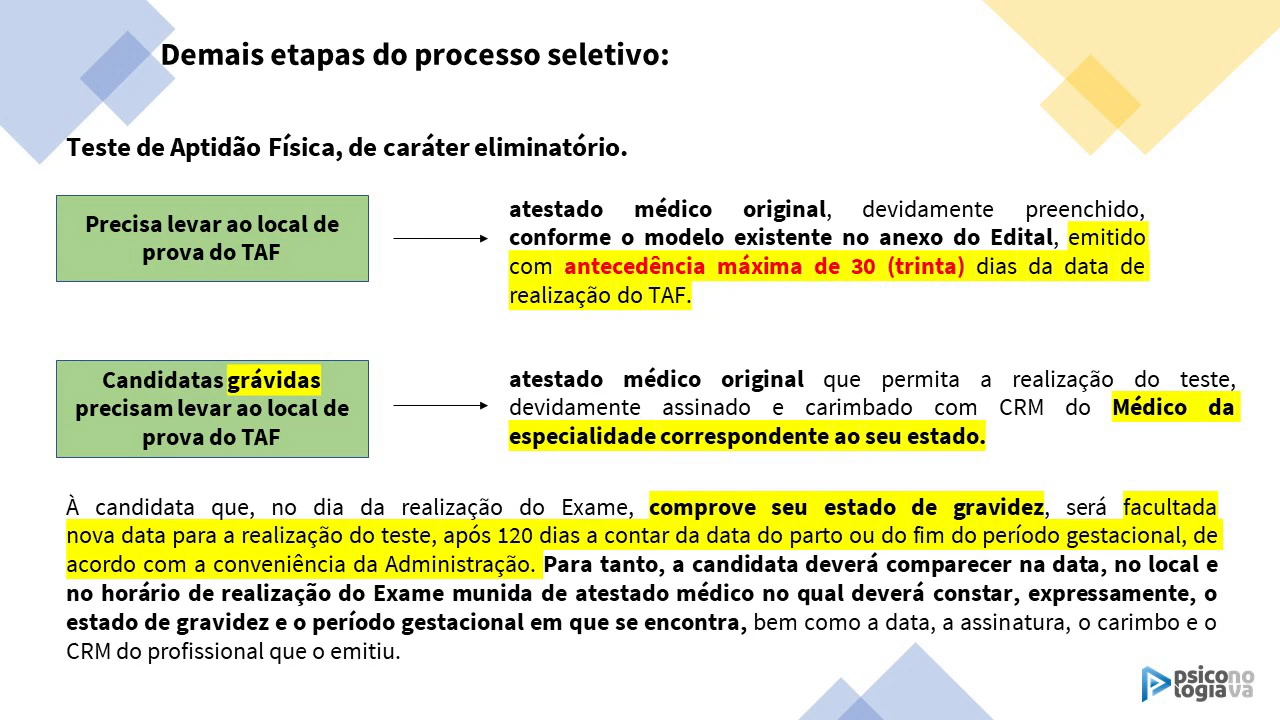 Demais etapas do processo seletivo:
Teste de Aptidão Física, de caráter eliminatório.
Precisa levar ao local de
prova do TAF
atestado médico original, devidamente preenchido,
conforme o modelo existente no anexo do Edital, emitido
com antecedência máxima de 30 (trinta) dias da data de
realização do TAF.
Candidatas grávidas
precisam levar ao local de
prova do TAF
atestado médico original que permita a realização do teste,
devidamente assinado e carimbado com CRM do Médico da
especialidade correspondente ao seu estado.
À candidata que, no dia da realização do Exame, comprove seu estado de gravidez, será facultada
nova data para a realização do teste, após 120 dias a contar da data do parto ou do fim do período gestacional, de
acordo com a conveniência da Administração. Para tanto, a candidata deverá comparecer na data, no local e
no horário de realização do Exame munida de atestado médico no qual deverá constar, expressamente, o
estado de gravidez e o período gestacional em que se encontra, bem como a data, a assinatura, o carimbo e o
CRM do profissional que o emitiu.
psicono
logiava